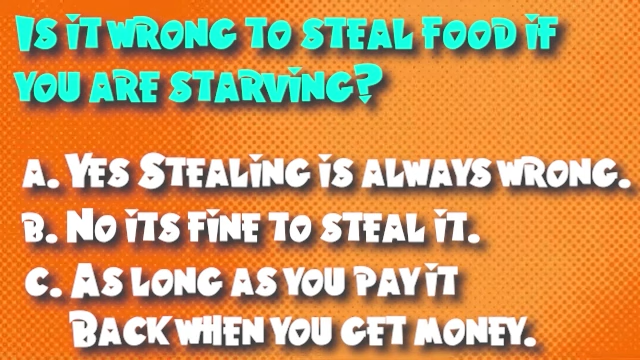 Is it wrong to steal food if
you are starving?
A. Yes Stealing is always wrong.
B. No its fine to steal it.
C. As long as you pay it
Back when you get money.